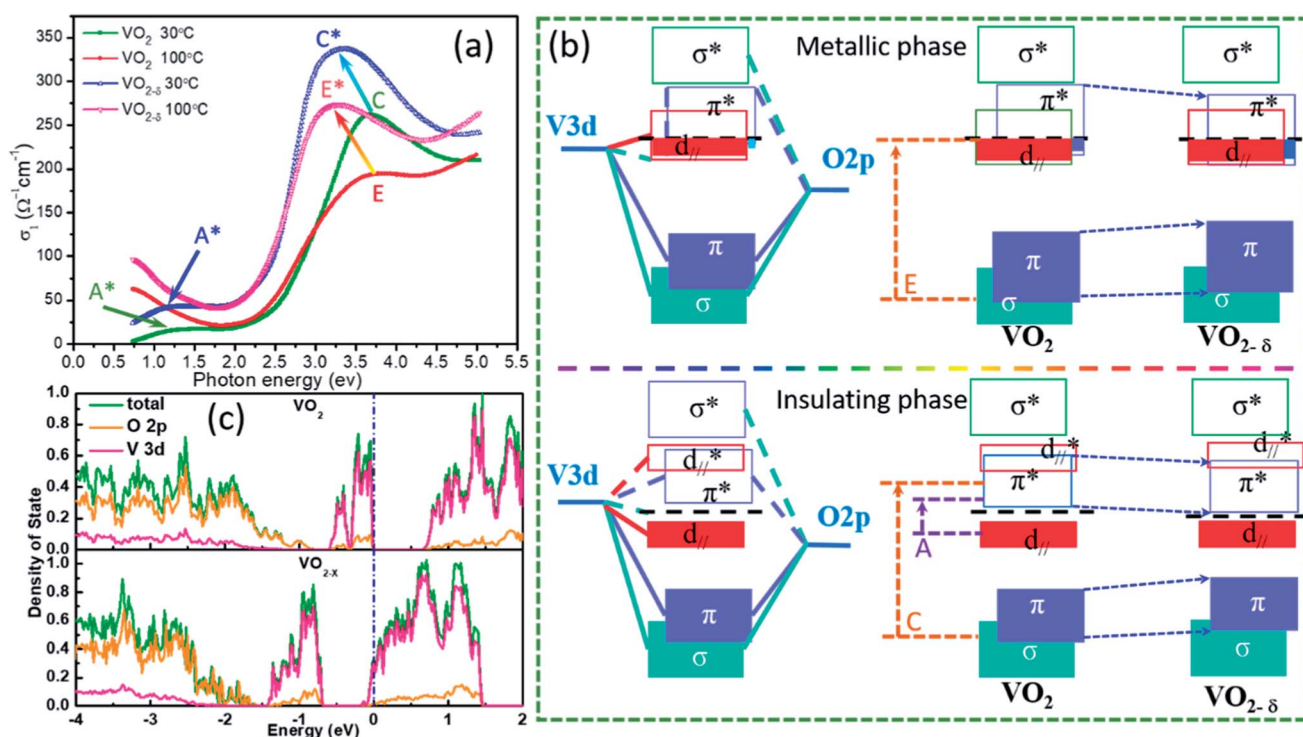 (a)
VO2 30°C
VO2 100°C
VO2-δ 30°C
VO2-δ 100°C
C*
E*
C
E
A*
A*
350
300
250
200
150
100
50
0
σ1 (Ω-1cm-1)
0.0 0.5 1.0 1.5 2.0 2.5 3.0 3.5 4.0 4.5 5.0 5.5
Photon energy (ev)
(b)
Metallic phase
σ* σ* σ*
π* π* π*
V3d
d// d// d//
O2p
π π π
E
σ σ σ
VO2 VO2- δ
Insulating phase
σ* σ* σ*
d//* d//* d//*
V3d
π* π* π*
O2p
A
d// d// d//
π π π
C
σ σ σ
VO2 VO2- δ
(c)
total
O 2p
V 3d
VO2
1.0
0.8
0.6
0.4
0.2
0.0
VO2-X
1.0
0.8
0.6
0.4
0.2
0.0
Density of State
-4 -3 -2 -1 0 1 2
Energy (eV)